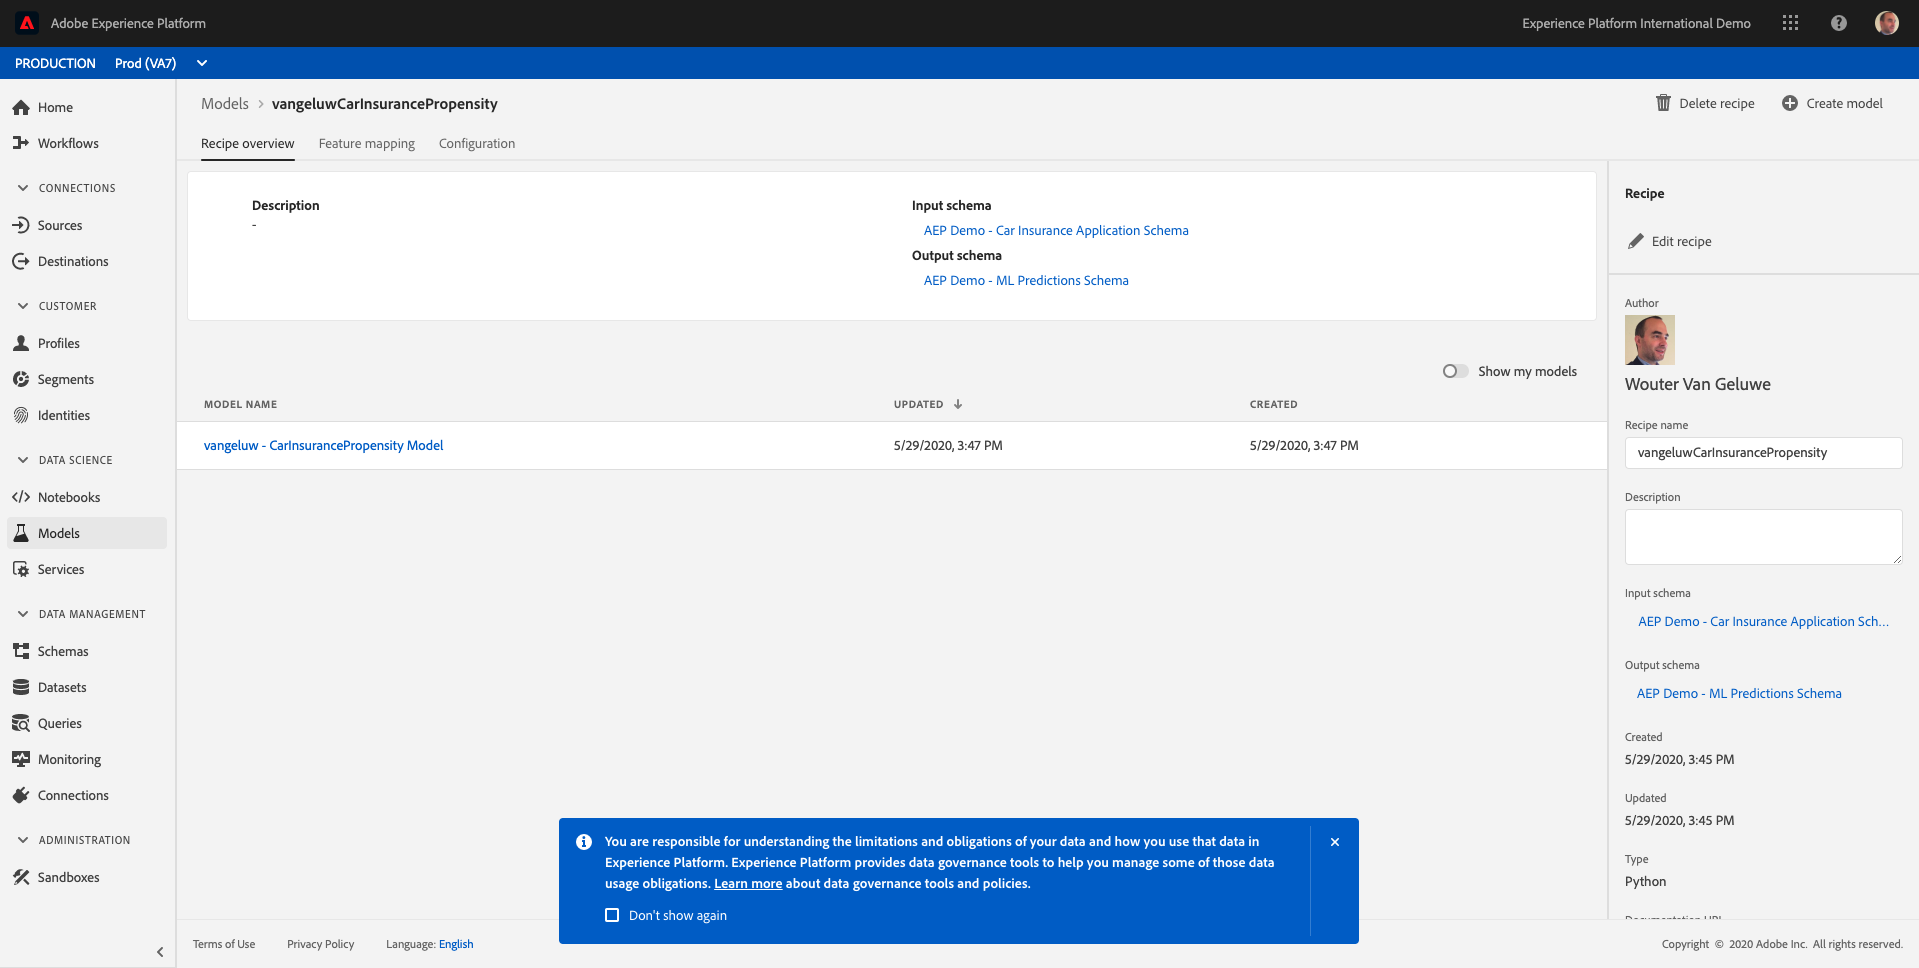 Adobe Experience Platform
Experience Platform International Demo
PRODUCTION Prod (VA7)
Home
Workflows
CONNECTIONS
Sources
Destinations
CUSTOMER
Profiles
Segments
Identities
DATA SCIENCE
Notebooks
Models
Services
DATA MANAGEMENT
Schemas
Datasets
Queries
Monitoring
Connections
ADMINISTRATION
Sandboxes
Models > vangeluwCarInsurancePropensity
Delete recipe
Create model
Recipe overview Feature mapping Configuration
Description
-
Input schema
AEP Demo - Car Insurance Application Schema
Output schema
AEP Demo - ML Predictions Schema
Show my models
MODEL NAME UPDATED CREATED
vangeluw - CarInsurancePropensity Model 5/29/2020, 3:47 PM 5/29/2020, 3:47 PM
Recipe
Edit recipe
Author
Wouter Van Geluwe
Recipe name
vangeluwCarInsurancePropensity
Description
Input schema
AEP Demo - Car Insurance Application Sch...
Output schema
AEP Demo - ML Predictions Schema
Created
5/29/2020, 3:45 PM
Updated
5/29/2020, 3:45 PM
Type
Python
Documentation URL
You are responsible for understanding the limitations and obligations of your data and how you use that data in
Experience Platform. Experience Platform provides data governance tools to help you manage some of those data
usage obligations. Learn more about data governance tools and policies.
Don't show again
Terms of Use Privacy Policy Language: English
Copyright © 2020 Adobe Inc. All rights reserved.